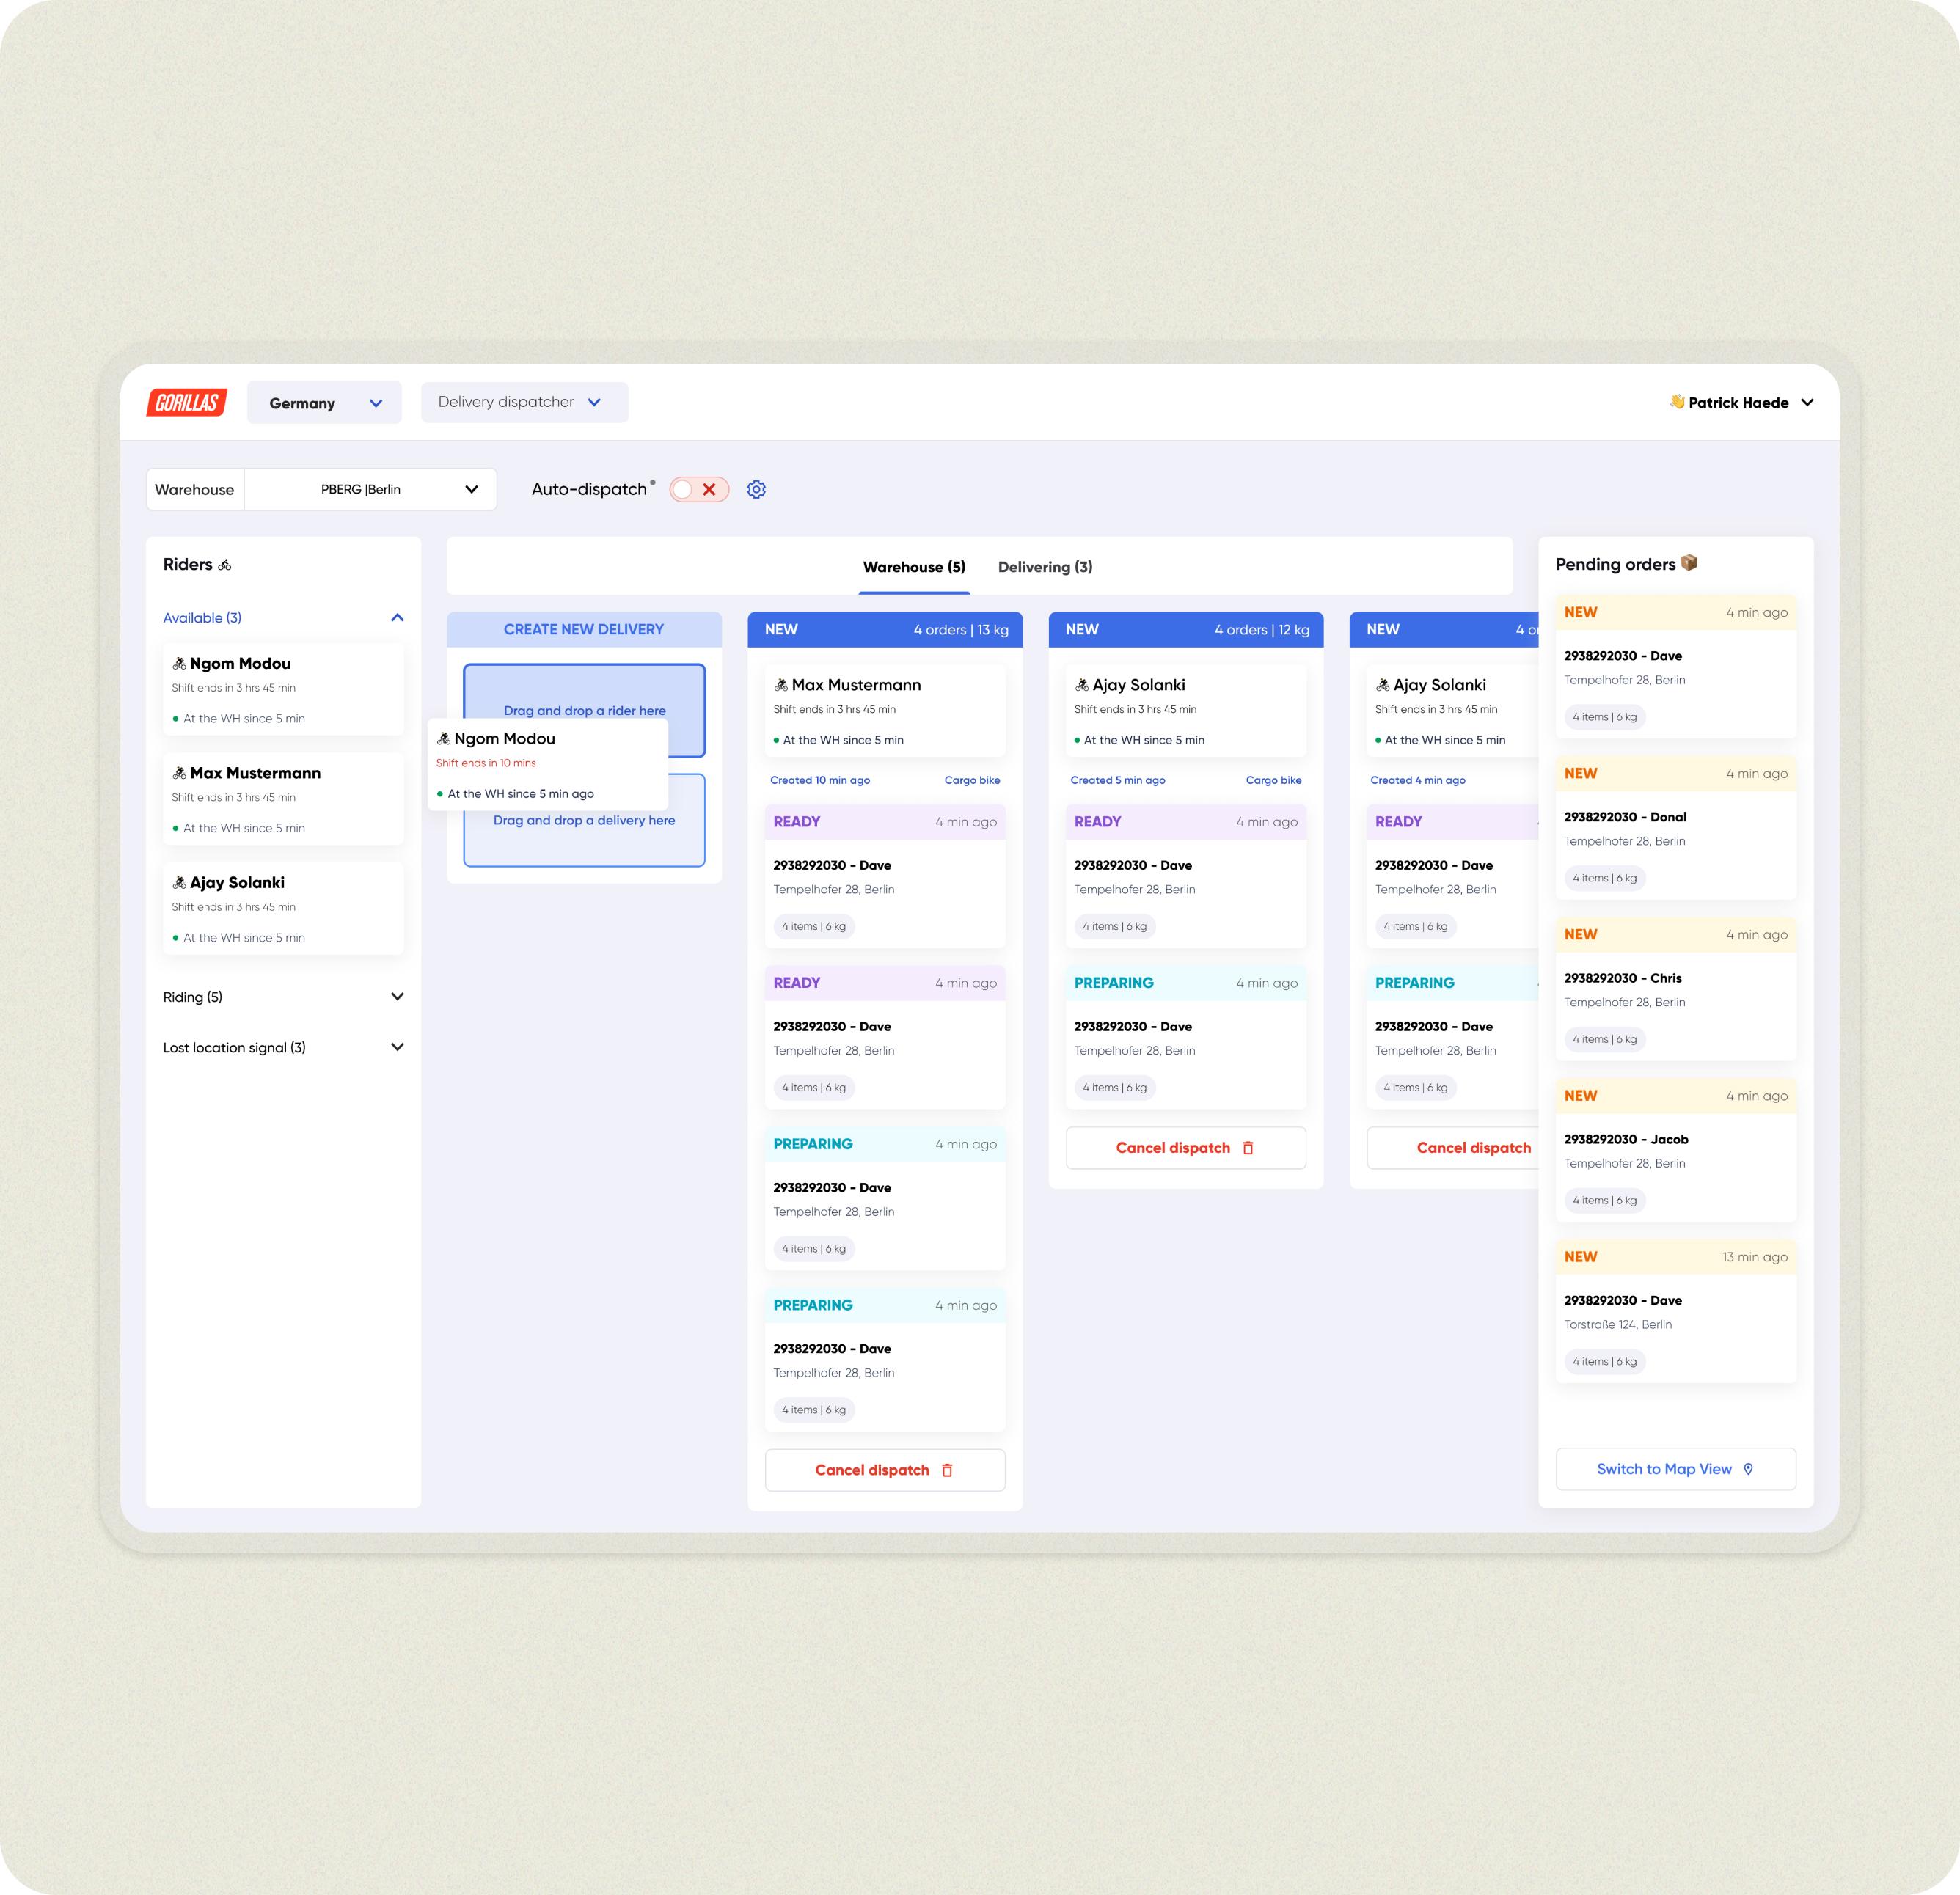 GORILLAS
Germany
Delivery dispatcher
👋 Patrick Haede
Warehouse
PBERG |Berlin
Auto-dispatch
Riders
Available (3)
Ngom Modou
Shift ends in 3 hrs 45 min
At the WH since 5 min
Max Mustermann
Shift ends in 3 hrs 45 min
At the WH since 5 min
Ajay Solanki
Shift ends in 3 hrs 45 min
At the WH since 5 min
Riding (5)
Lost location signal (3)
Warehouse (5)
Delivering (3)
CREATE NEW DELIVERY
Drag and drop a rider here
Ngom Modou
Shift ends in 10 mins
At the WH since 5 min ago
Drag and drop a delivery here
NEW
4 orders | 13 kg
Max Mustermann
Shift ends in 3 hrs 45 min
At the WH since 5 min
Created 10 min ago
Cargo bike
READY
4 min ago
2938292030 - Dave
Tempelhofer 28, Berlin
4 items | 6 kg
READY
4 min ago
2938292030 - Dave
Tempelhofer 28, Berlin
4 items | 6 kg
PREPARING
4 min ago
2938292030 - Dave
Tempelhofer 28, Berlin
4 items | 6 kg
PREPARING
4 min ago
2938292030 - Dave
Tempelhofer 28, Berlin
4 items | 6 kg
Cancel dispatch
NEW
4 orders | 12 kg
Ajay Solanki
Shift ends in 3 hrs 45 min
At the WH since 5 min
Created 5 min ago
Cargo bike
READY
4 min ago
2938292030 - Dave
Tempelhofer 28, Berlin
4 items | 6 kg
PREPARING
4 min ago
2938292030 - Dave
Tempelhofer 28, Berlin
4 items | 6 kg
Cancel dispatch
NEW
4
Ajay Solanki
Shift ends in 3 hrs 45 min
At the WH since 5 min
Created 4 min ago
READY
2938292030 - Dave
Tempelhofer 28, Berlin
4 items | 6 kg
PREPARING
2938292030 - Dave
Tempelhofer 28, Berlin
4 items | 6 kg
Cancel dispatch
Pending orders
NEW
4 min ago
2938292030 - Dave
Tempelhofer 28, Berlin
4 items | 6 kg
NEW
4 min ago
2938292030 - Donal
Tempelhofer 28, Berlin
4 items | 6 kg
NEW
4 min ago
2938292030 - Chris
Tempelhofer 28, Berlin
4 items | 6 kg
NEW
4 min ago
2938292030 - Jacob
Tempelhofer 28, Berlin
4 items | 6 kg
NEW
13 min ago
2938292030 - Dave
Torstraße 124, Berlin
4 items | 6 kg
Switch to Map View